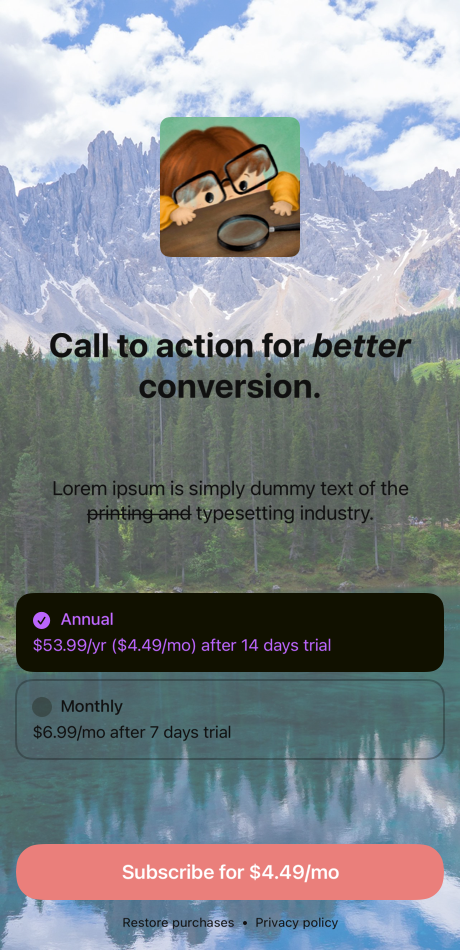 Call to action for better
conversion.
Lorem ipsum is simply dummy text of the
printing and typesetting industry.
Annual
$53.99/yr ($4.49/mo) after 14 days trial
Monthly
$6.99/mo after 7 days trial
Subscribe for $4.49/mo
Restore purchases • Privacy policy